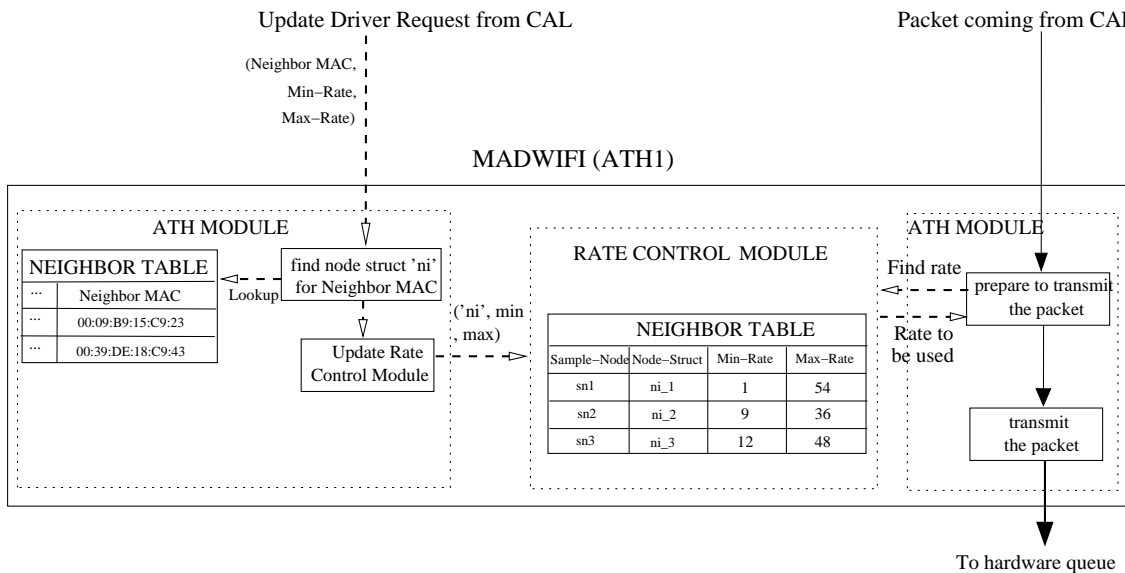 Update Driver Request from CAL
Packet coming from CAL
(Neighbor MAC,
Min−Rate,
Max−Rate)
MADWIFI (ATH1)
ATH MODULE
NEIGHBOR TABLE
... Neighbor MAC
... 00:09:B9:15:C9:23
... 00:39:DE:18:C9:43
Lookup
find node struct 'ni'
for Neighbor MAC
Update Rate
Control Module
('ni', min
, max)
RATE CONTROL MODULE
NEIGHBOR TABLE
Sample−Node Node−Struct Min−Rate Max−Rate
sn1 ni_1 1 54
sn2 ni_2 9 36
sn3 ni_3 12 48
ATH MODULE
Find rate
Rate to
be used
prepare to transmit
the packet
transmit
the packet
To hardware queue